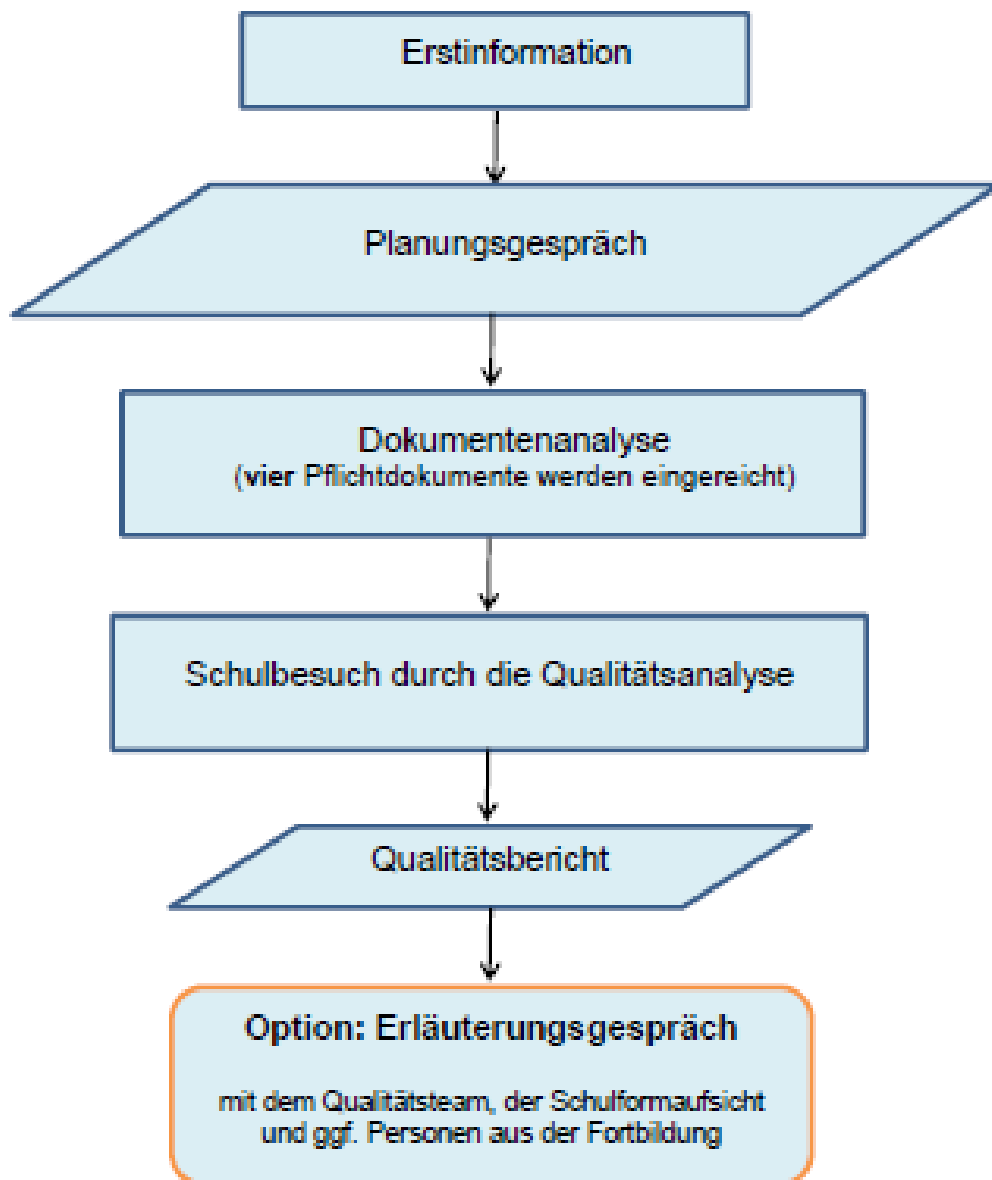 Erstinformation
Planungsgespräch
Dokumentenanalyse
(vier Pflichtdokumente werden eingereicht)
Schulbesuch durch die Qualitätsanalyse
Qualitätsbericht
Option: Erläuterungsgespräch
mit dem Qualitätsteam, der Schulformaufsicht
und ggf. Personen aus der Fortbildung